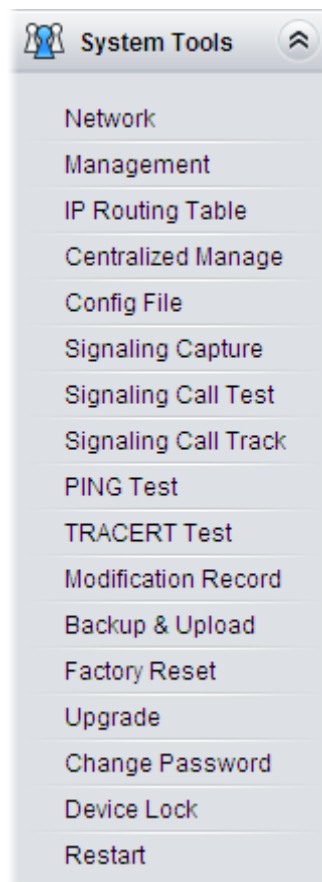 System Tools
Network
Management
IP Routing Table
Centralized Manage
Config File
Signaling Capture
Signaling Call Test
Signaling Call Track
PING Test
TRACERT Test
Modification Record
Backup & Upload
Factory Reset
Upgrade
Change Password
Device Lock
Restart